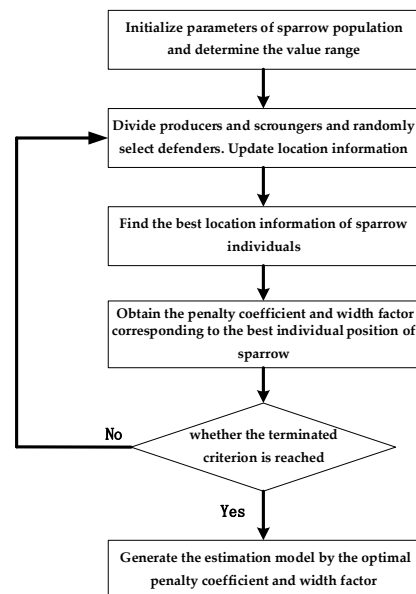 Initialize parameters of sparrow population
and determine the value range
Divide producers and scroungers and randomly
select defenders. Update location information
Find the best location information of sparrow
individuals
Obtain the penalty coefficient and width factor
corresponding to the best individual position of
sparrow
No
whether the terminated
criterion is reached
Yes
Generate the estimation model by the optimal
penalty coefficient and width factor